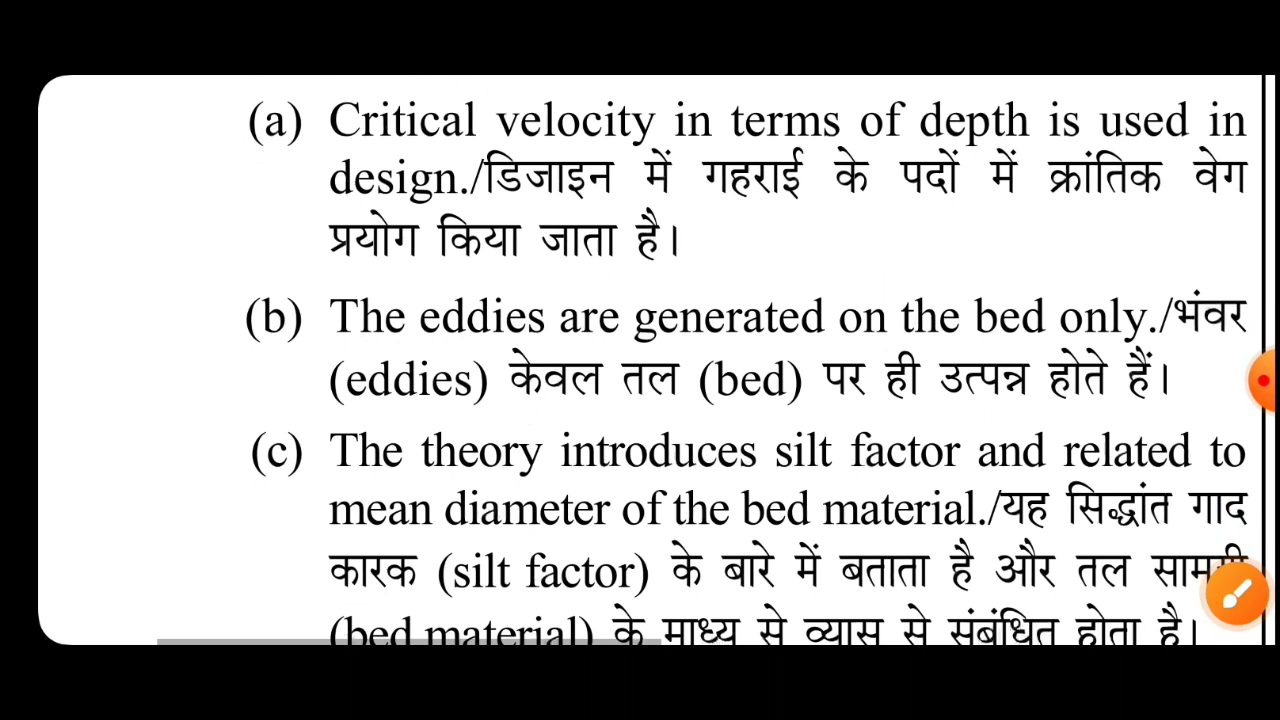 (a) Critical velocity in terms of depth is used in
design./डिजाइन में गहराई के पदों में क्रांतिक वेग
प्रयोग किया जाता है।
(b) The eddies are generated on the bed only./भंवर
(eddies) केवल तल (bed) पर ही उत्पन्न होते हैं।
(c) The theory introduces silt factor and related to
mean diameter of the bed material./यह सिद्धांत गाद
कारक (silt factor) के बारे में बताता है और तल सामग्री
(bed material) के माध्य से व्यास से संबंधित होता है।